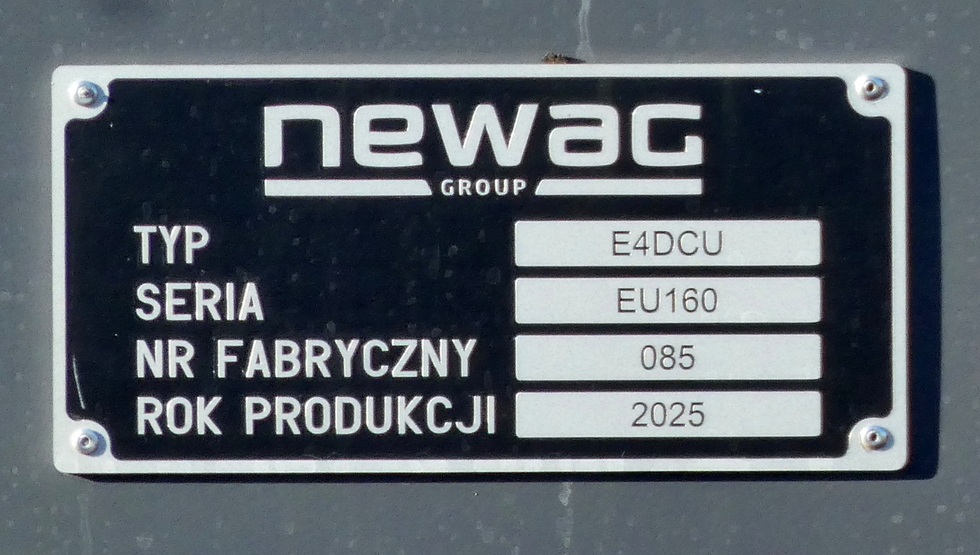 newag
GROUP
TYP E4DCU
SERIA EU160
NR FABRYCZNY 085
ROK PRODUKCJI 2025